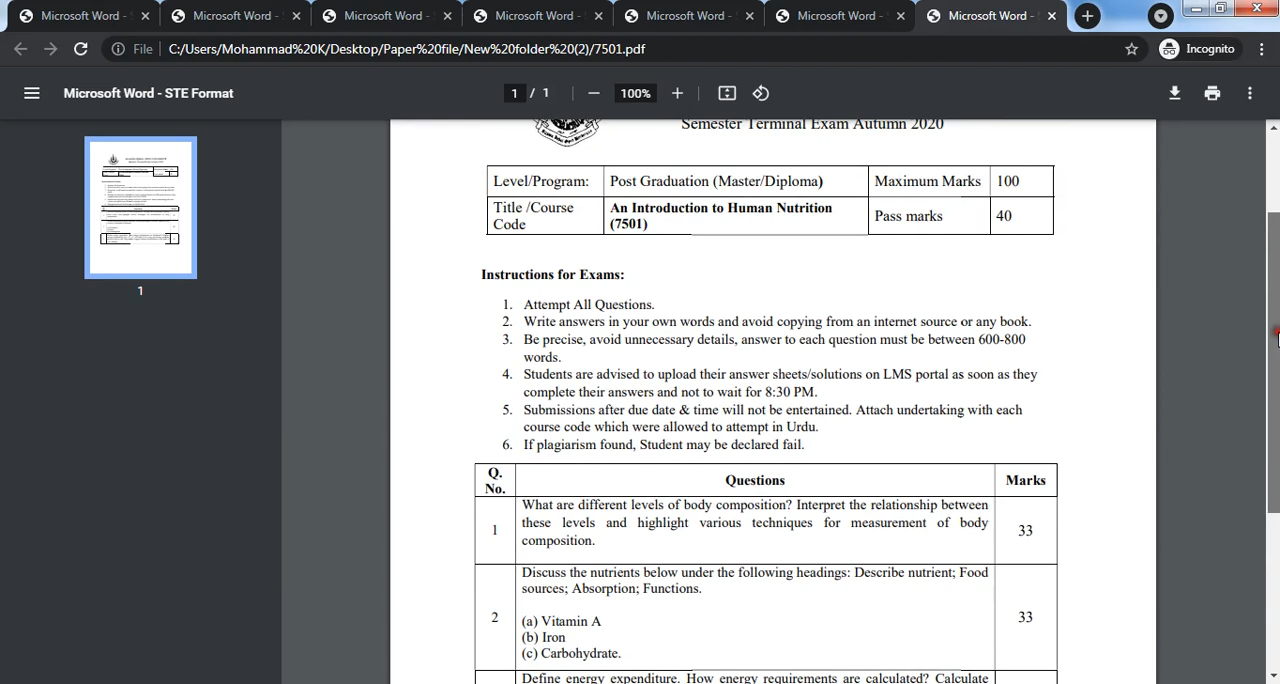 Microsoft Word -
Microsoft Word -
Microsoft Word -
Microsoft Word -
Microsoft Word -
Microsoft Word -
Microsoft Word -
File C:/Users/Mohammad%20K/Desktop/Paper%20file/New%20folder%20(2)/7501.pdf
Incognito
Microsoft Word - STE Format
1 / 1
100%
1
Semester Terminal Exam Autumn 2020
Level/Program: Post Graduation (Master/Diploma) Maximum Marks 100
Title /Course Code An Introduction to Human Nutrition (7501) Pass marks 40
Instructions for Exams:
1. Attempt All Questions.
2. Write answers in your own words and avoid copying from an internet source or any book.
3. Be precise, avoid unnecessary details, answer to each question must be between 600-800
words.
4. Students are advised to upload their answer sheets/solutions on LMS portal as soon as they
complete their answers and not to wait for 8:30 PM.
5. Submissions after due date & time will not be entertained. Attach undertaking with each
course code which were allowed to attempt in Urdu.
6. If plagiarism found, Student may be declared fail.
Q. No. Questions Marks
What are different levels of body composition? Interpret the relationship between
1 these levels and highlight various techniques for measurement of body 33
composition.
Discuss the nutrients below under the following headings: Describe nutrient; Food
sources; Absorption; Functions.
2 33
(a) Vitamin A
(b) Iron
(c) Carbohydrate.
Define energy expenditure. How energy requirements are calculated? Calculate